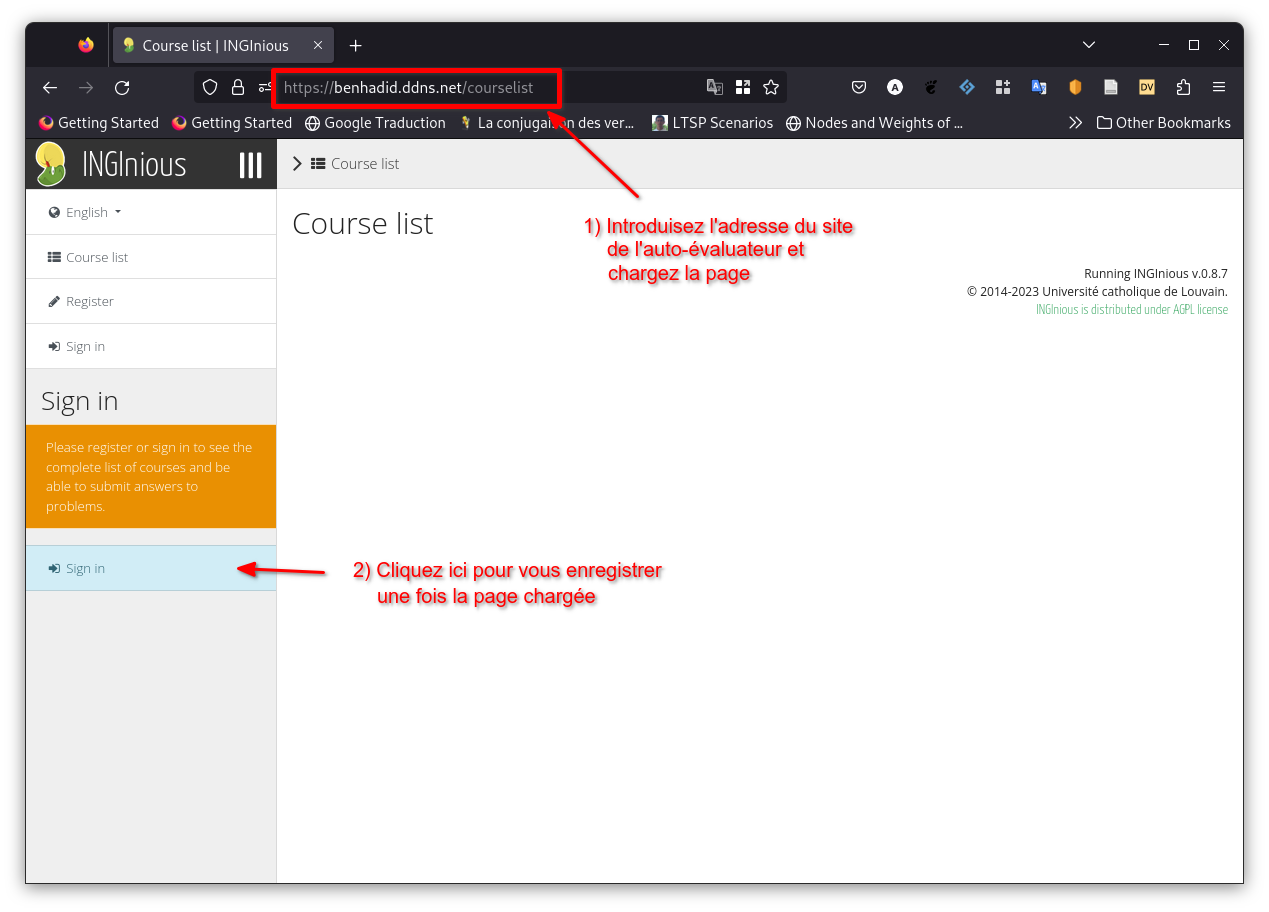 Course list | INGInious
https://benhadid.ddns.net/courselist
Getting Started
Getting Started
Google Traduction
La conjugaison des ver...
LTSP Scenarios
Nodes and Weights of ...
Other Bookmarks
INGInious
Course list
English
Course list
Register
Sign in
Sign in
Please register or sign in to see the
complete list of courses and be
able to submit answers to
problems.
Sign in
Course list
1) Introduisez l'adresse du site
de l'auto-évaluateur et
chargez la page
Running INGInious v.0.8.7
© 2014-2023 Université catholique de Louvain.
INGInious is distributed under AGPL license
2) Cliquez ici pour vous enregistrer
une fois la page chargée
A
DV